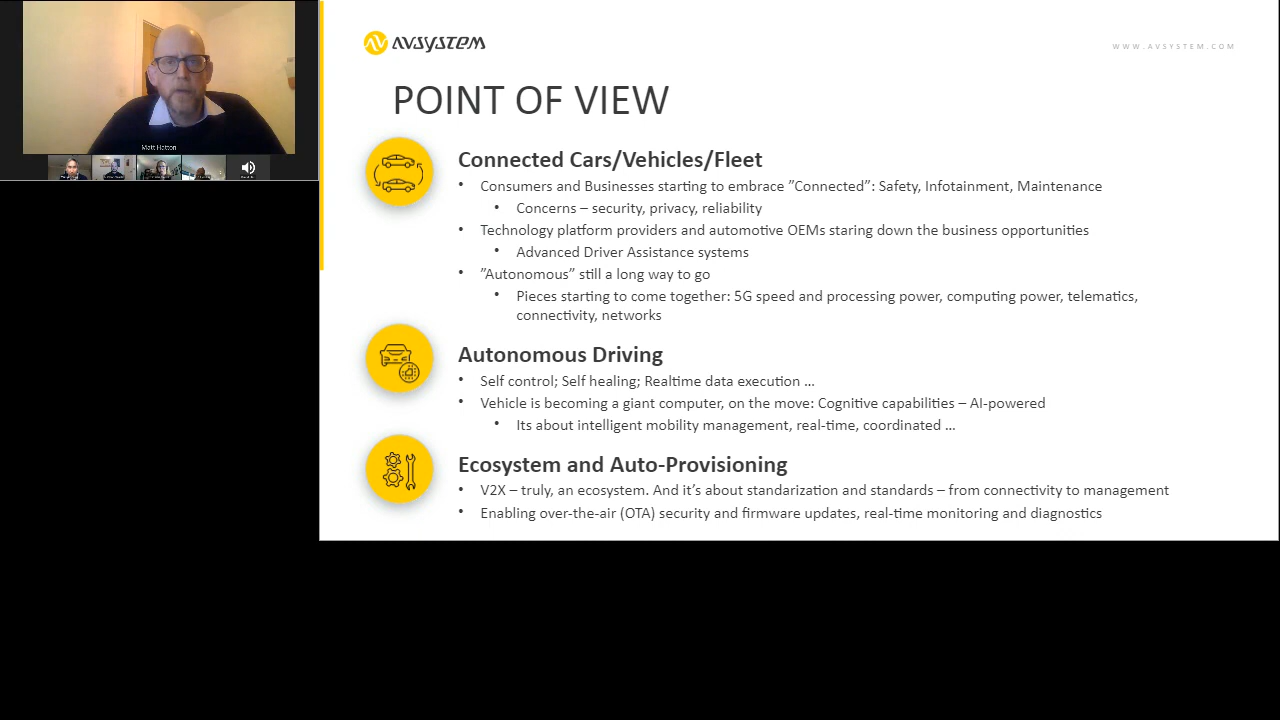 Matt Hatton
AVSYSTEM
WWW.AVSYSTEM.COM
POINT OF VIEW
Connected Cars/Vehicles/Fleet
• Consumers and Businesses starting to embrace ”Connected”: Safety, Infotainment, Maintenance
• Concerns – security, privacy, reliability
• Technology platform providers and automotive OEMs staring down the business opportunities
• Advanced Driver Assistance systems
• ”Autonomous” still a long way to go
• Pieces starting to come together: 5G speed and processing power, computing power, telematics,
connectivity, networks
Autonomous Driving
• Self control; Self healing; Realtime data execution ...
• Vehicle is becoming a giant computer, on the move: Cognitive capabilities – AI-powered
• Its about intelligent mobility management, real-time, coordinated ...
Ecosystem and Auto-Provisioning
• V2X – truly, an ecosystem. And it’s about standarization and standards – from connectivity to management
• Enabling over-the-air (OTA) security and firmware updates, real-time monitoring and diagnostics